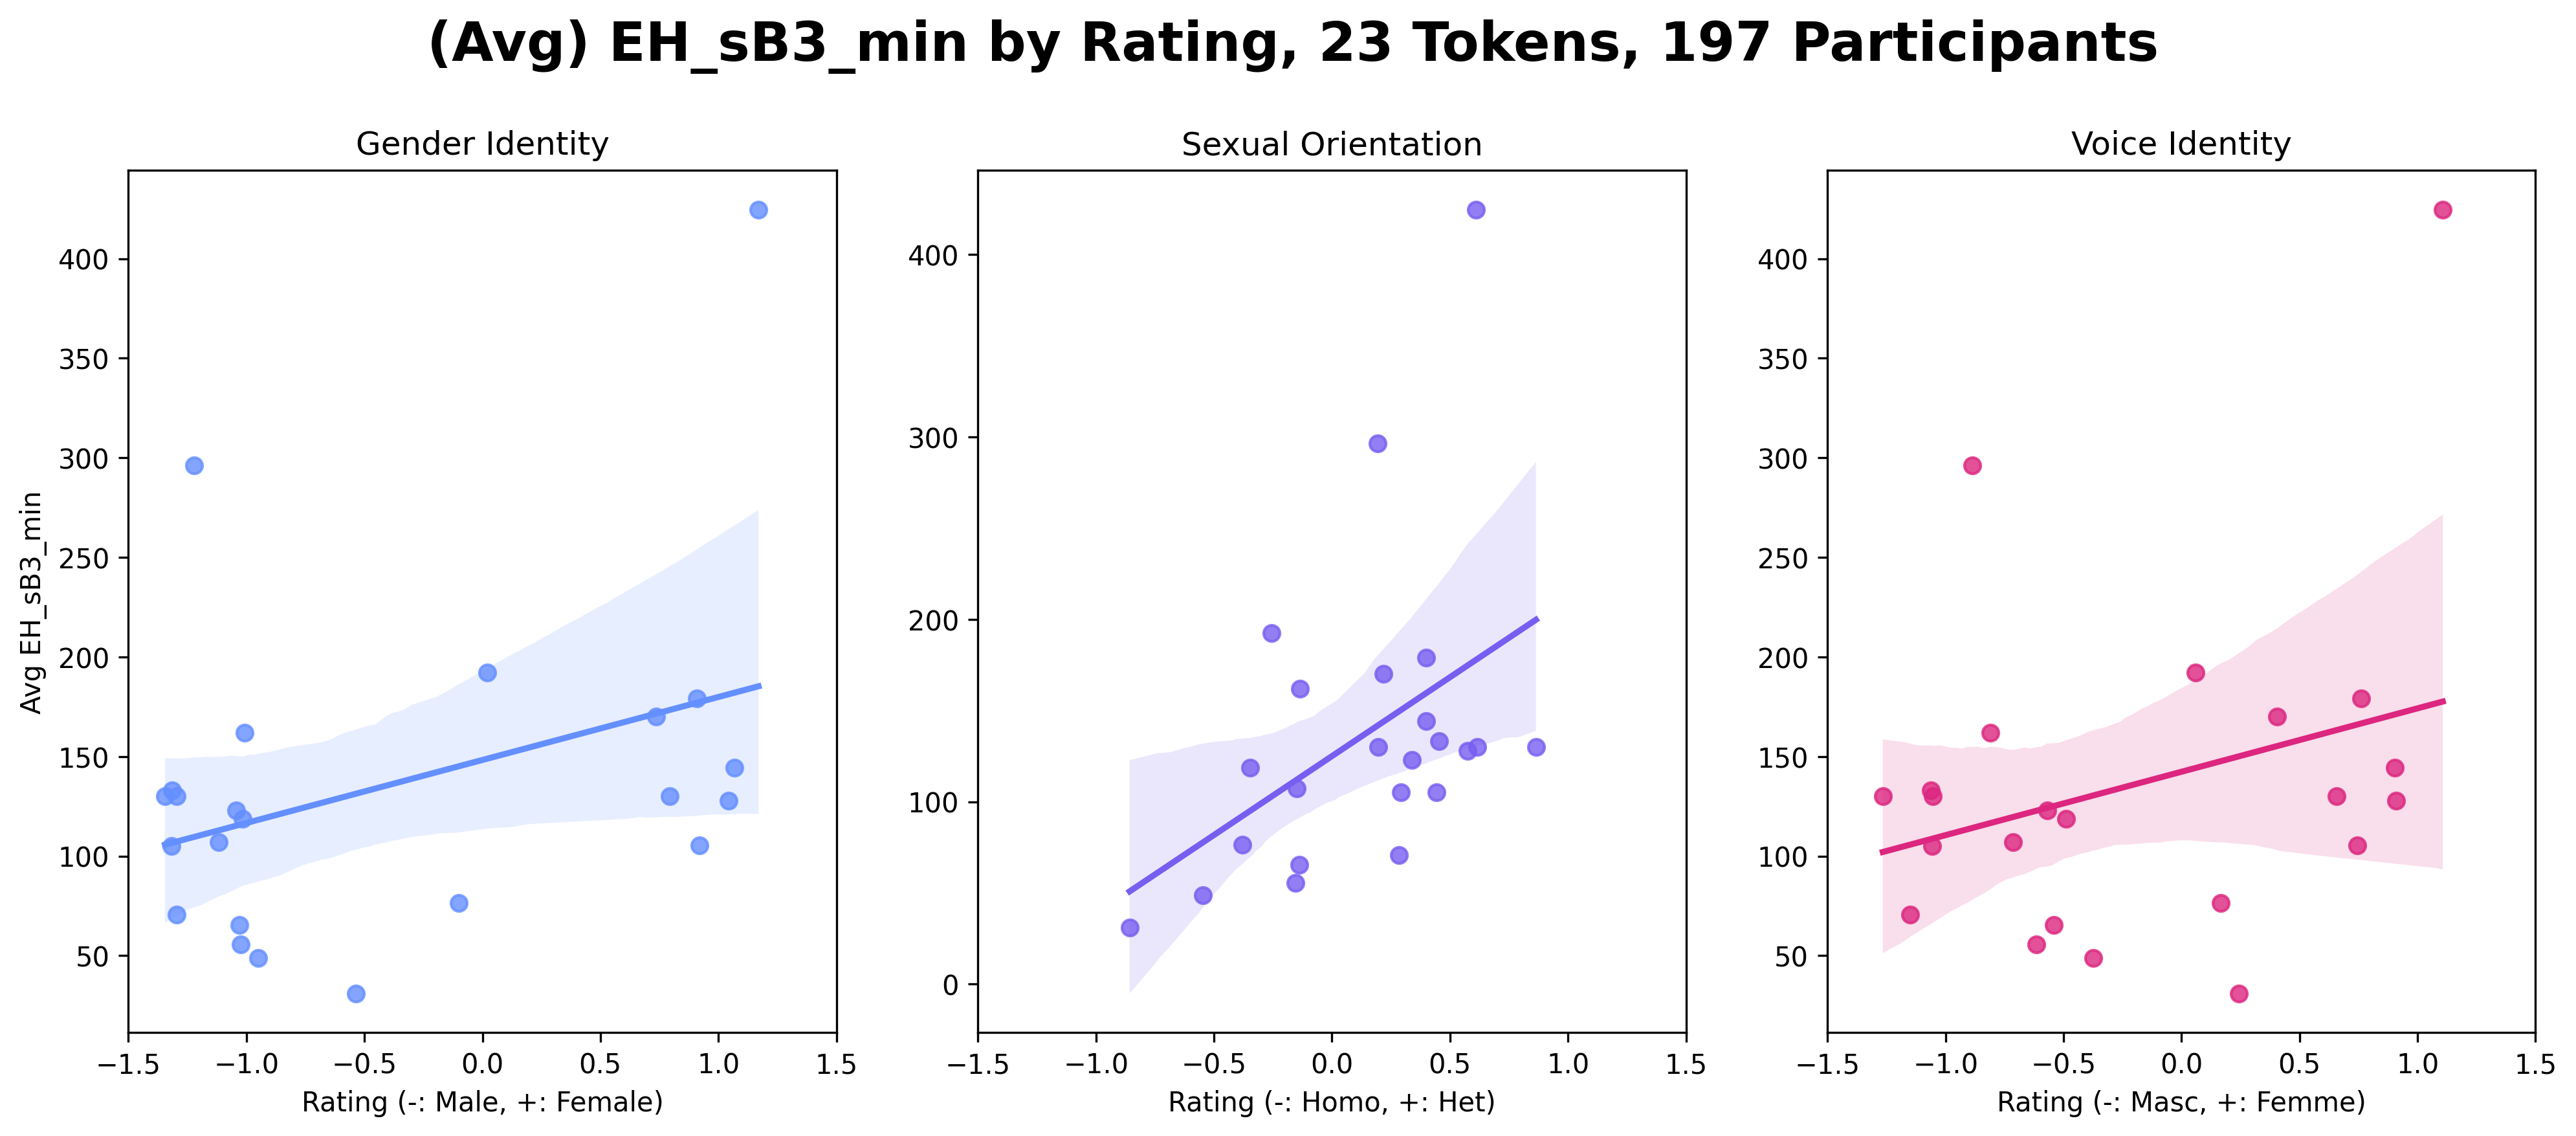 (Avg) EH_sB3_min by Rating, 23 Tokens, 197 Participants
Gender Identity
Avg EH_sB3_min
400
350
300
250
200
150
100
50
−1.5 −1.0 −0.5 0.0 0.5 1.0 1.5
Rating (-: Male, +: Female)
Sexual Orientation
400
300
200
100
0
−1.5 −1.0 −0.5 0.0 0.5 1.0 1.5
Rating (-: Homo, +: Het)
Voice Identity
400
350
300
250
200
150
100
50
−1.5 −1.0 −0.5 0.0 0.5 1.0 1.5
Rating (-: Masc, +: Femme)